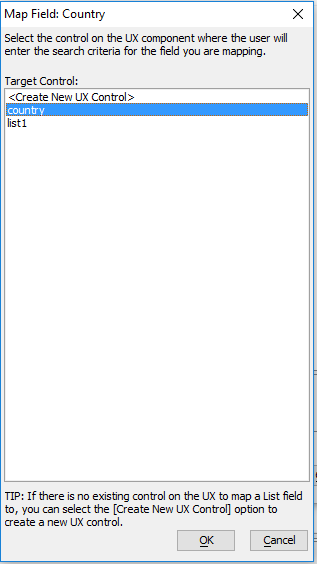 Map Field: Country
Select the control on the UX component where the user will
enter the search criteria for the field you are mapping.
Target Control:
<Create New UX Control>
country
list1
TIP: If there is no existing control on the UX to map a List field
to, you can select the [Create New UX Control] option to
create a new UX control.
OK
Cancel